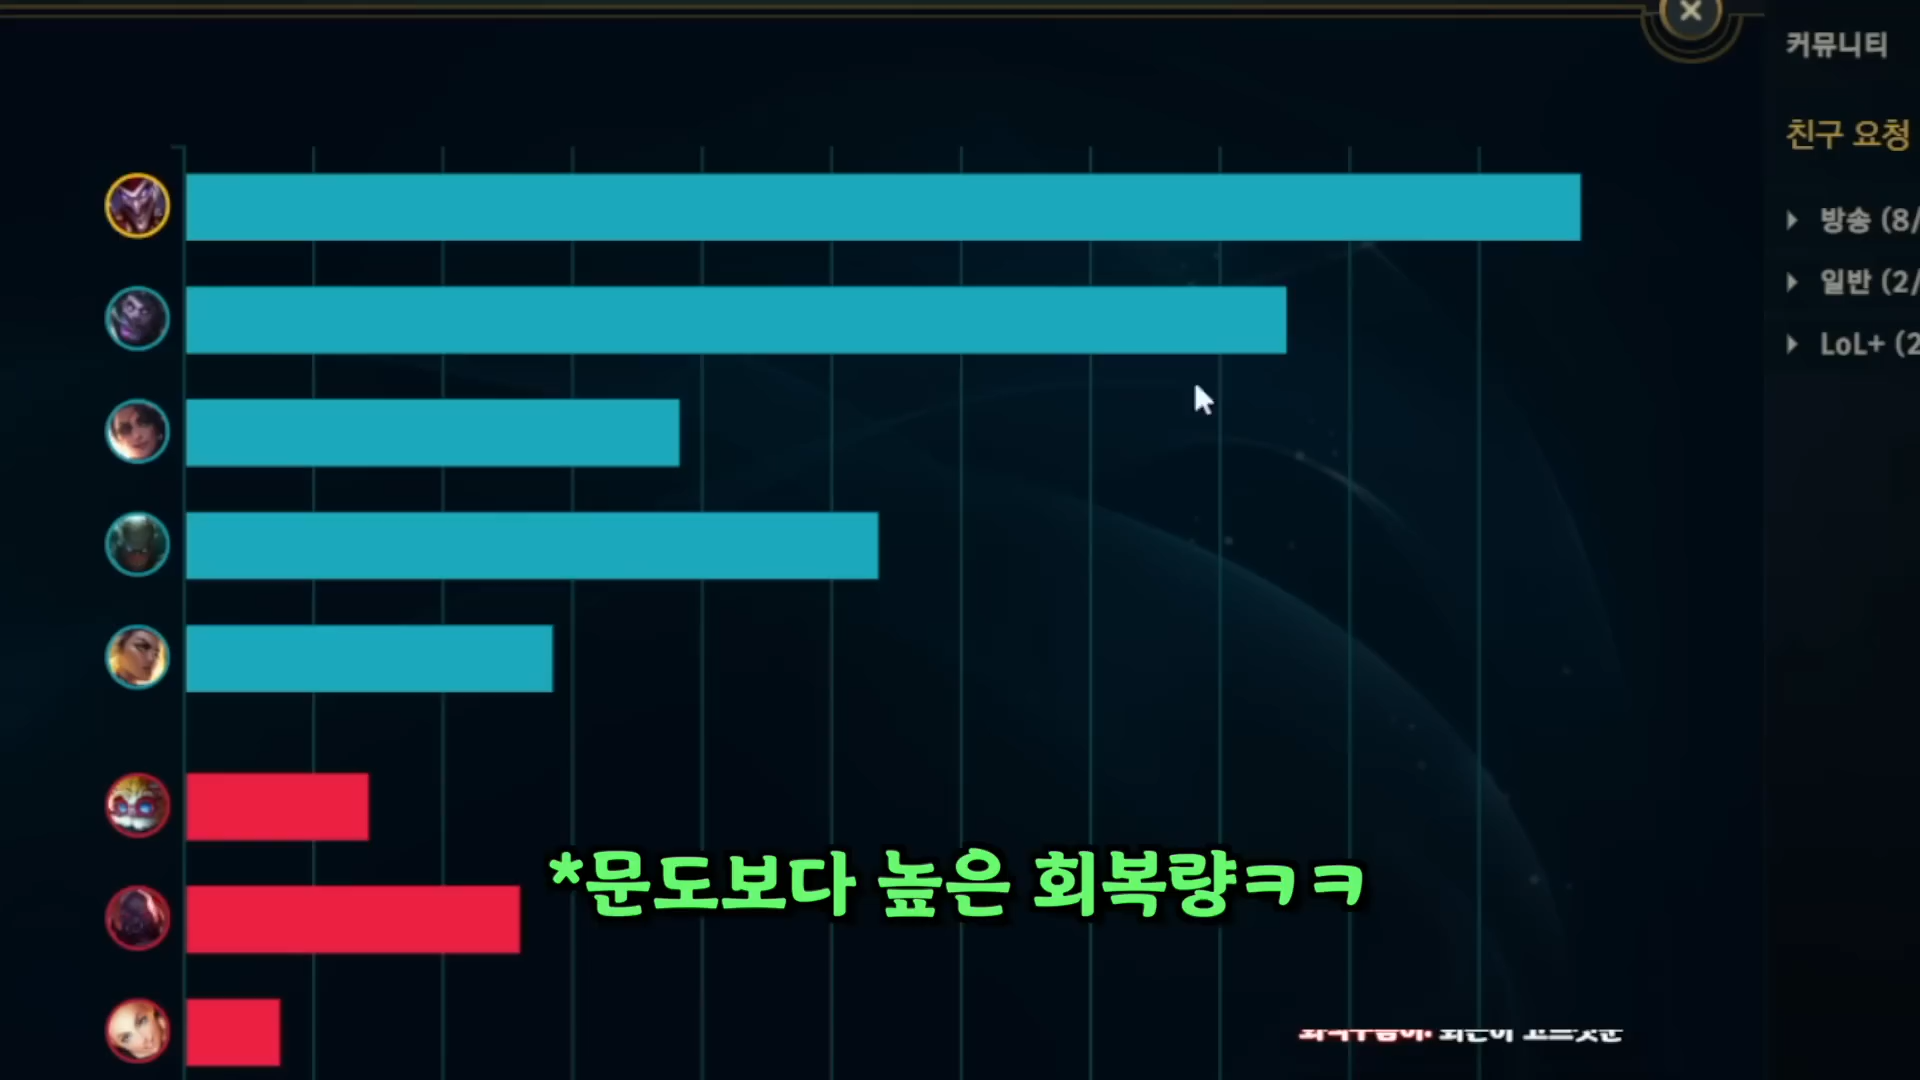 커뮤니티
친구 요청
방송 (8/
일반 (2/
LoL+ (2
*문도보다 높은 회복량ㅋㅋ